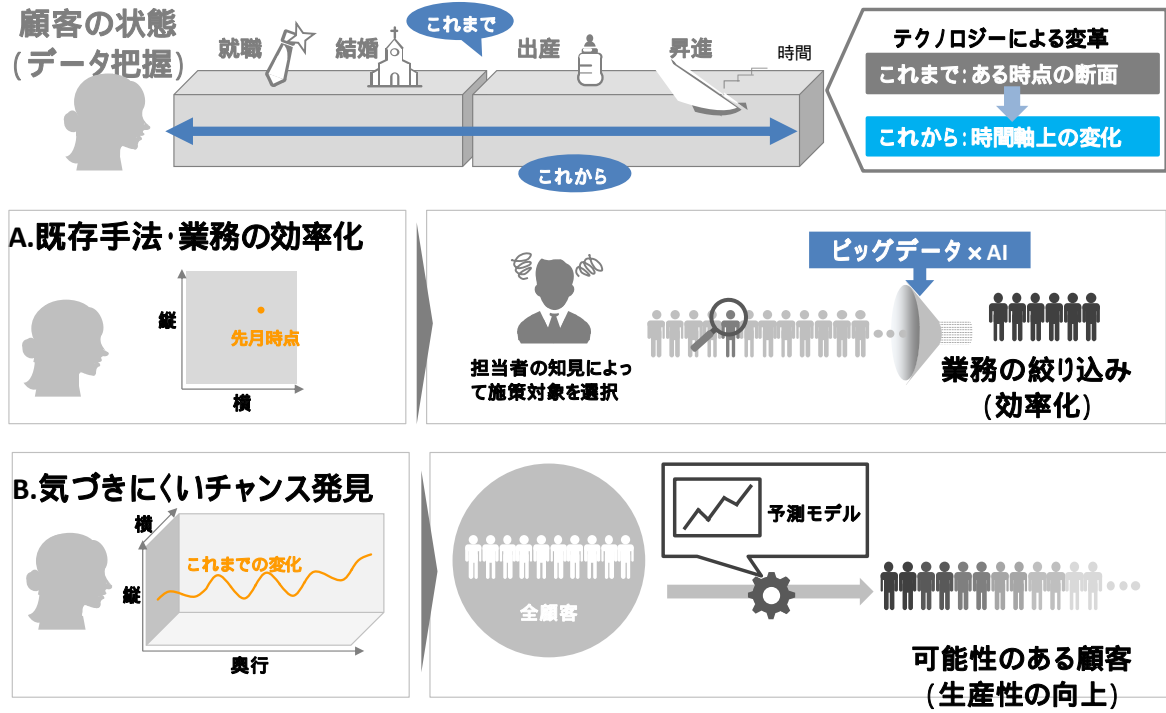 顧客の状態
(データ把握)
就職
結婚
これまで
出産
昇進
時間
これから
テクノロジーによる変革
これまで:ある時点の断面
これから:時間軸上の変化
A.既存手法・業務の効率化
縦
先月時点
横
担当者の知見によっ
て施策対象を選択
ビッグデータ×AI
業務の絞り込み
(効率化)
B.気づきにくいチャンス発見
横
縦
これまでの変化
奥行
全顧客
予測モデル
可能性のある顧客
(生産性の向上)